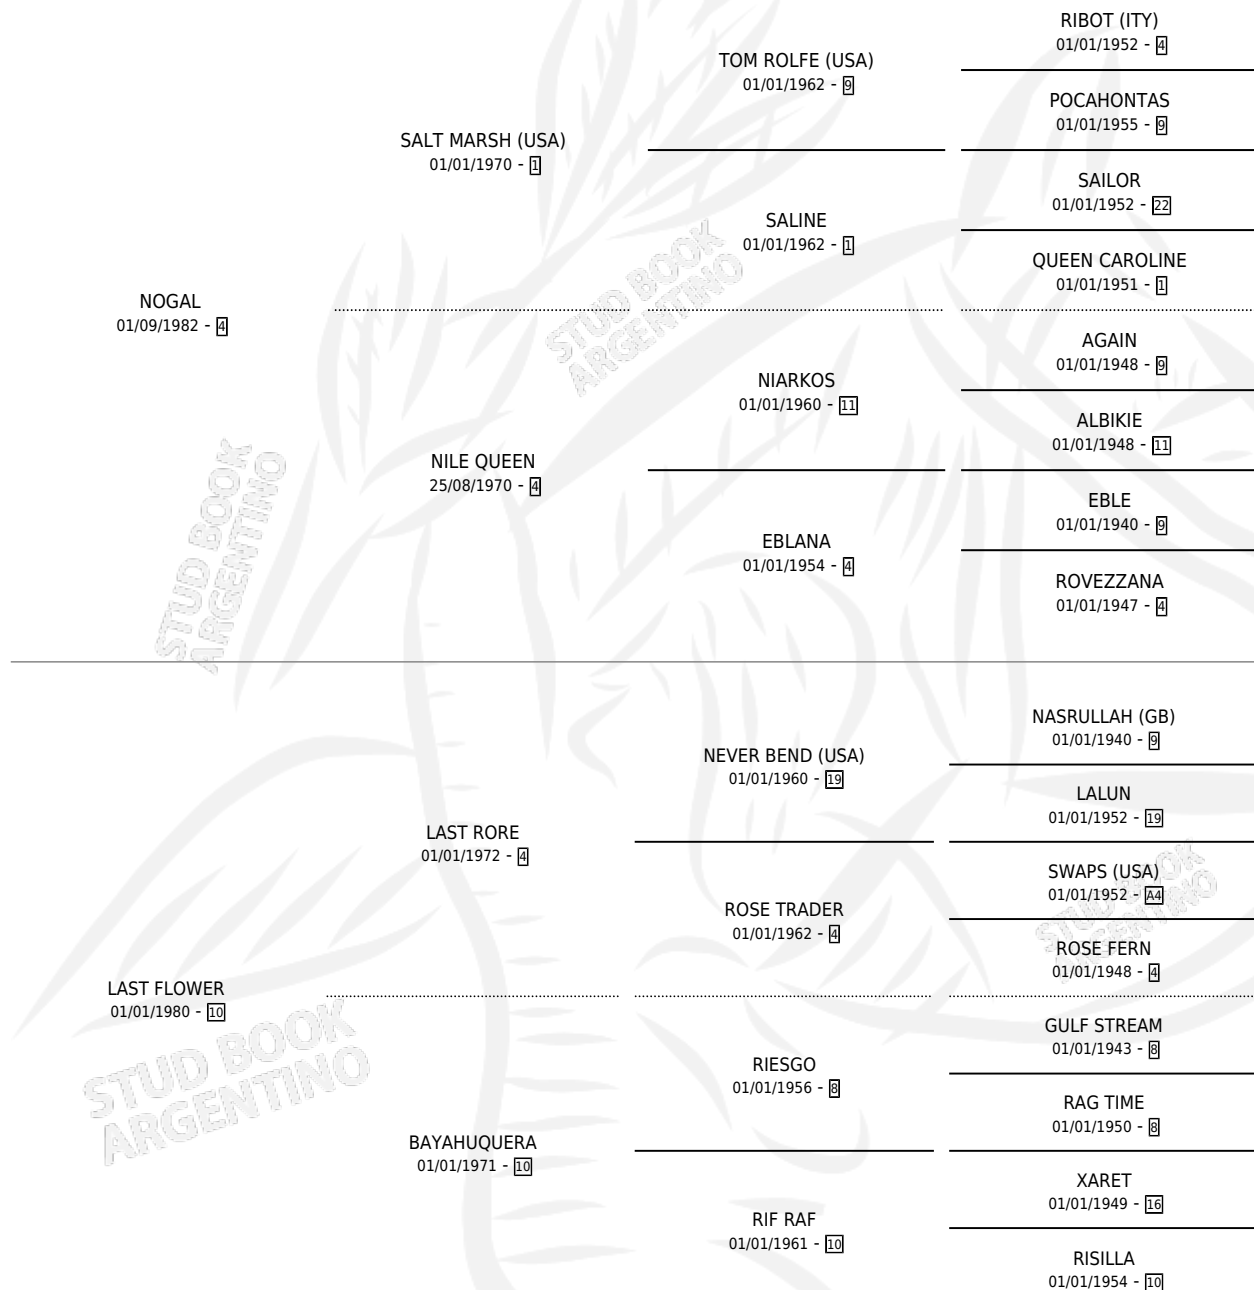 RIBOT (ITY)
01/01/1952 - 4
TOM ROLFE (USA)
01/01/1962 - 9
POCAHONTAS
01/01/1955 - 9
SALT MARSH (USA)
01/01/1970 - 1
SAILOR
01/01/1952 - 22
SALINE
01/01/1962 - 1
QUEEN CAROLINE
01/01/1951 - 1
NOGAL
01/09/1982 - 4
AGAIN
01/01/1948 - 9
NIARKOS
01/01/1960 - 11
ALBIKIE
01/01/1948 - 11
NILE QUEEN
25/08/1970 - 4
EBLE
01/01/1940 - 9
EBLANA
01/01/1954 - 4
ROVEZZANA
01/01/1947 - 4
STUD BOOK
ARGENTINO
STUD BOOK
ARGENTINO
NASRULLAH (GB)
01/01/1940 - 9
NEVER BEND (USA)
01/01/1960 - 19
LALUN
01/01/1952 - 19
LAST RORE
01/01/1972 - 4
SWAPS (USA)
01/01/1952 - A4
ROSE TRADER
01/01/1962 - 4
ROSE FERN
01/01/1948 - 4
LAST FLOWER
01/01/1980 - 10
GULF STREAM
01/01/1943 - 8
RIESGO
01/01/1956 - 8
RAG TIME
01/01/1950 - 8
BAYAHUQUERA
01/01/1971 - 10
XARET
01/01/1949 - 16
RIF RAF
01/01/1961 - 10
RISILLA
01/01/1954 - 10
STUD BOOK
ARGENTINO
STUD BOOK
ARGENTINO